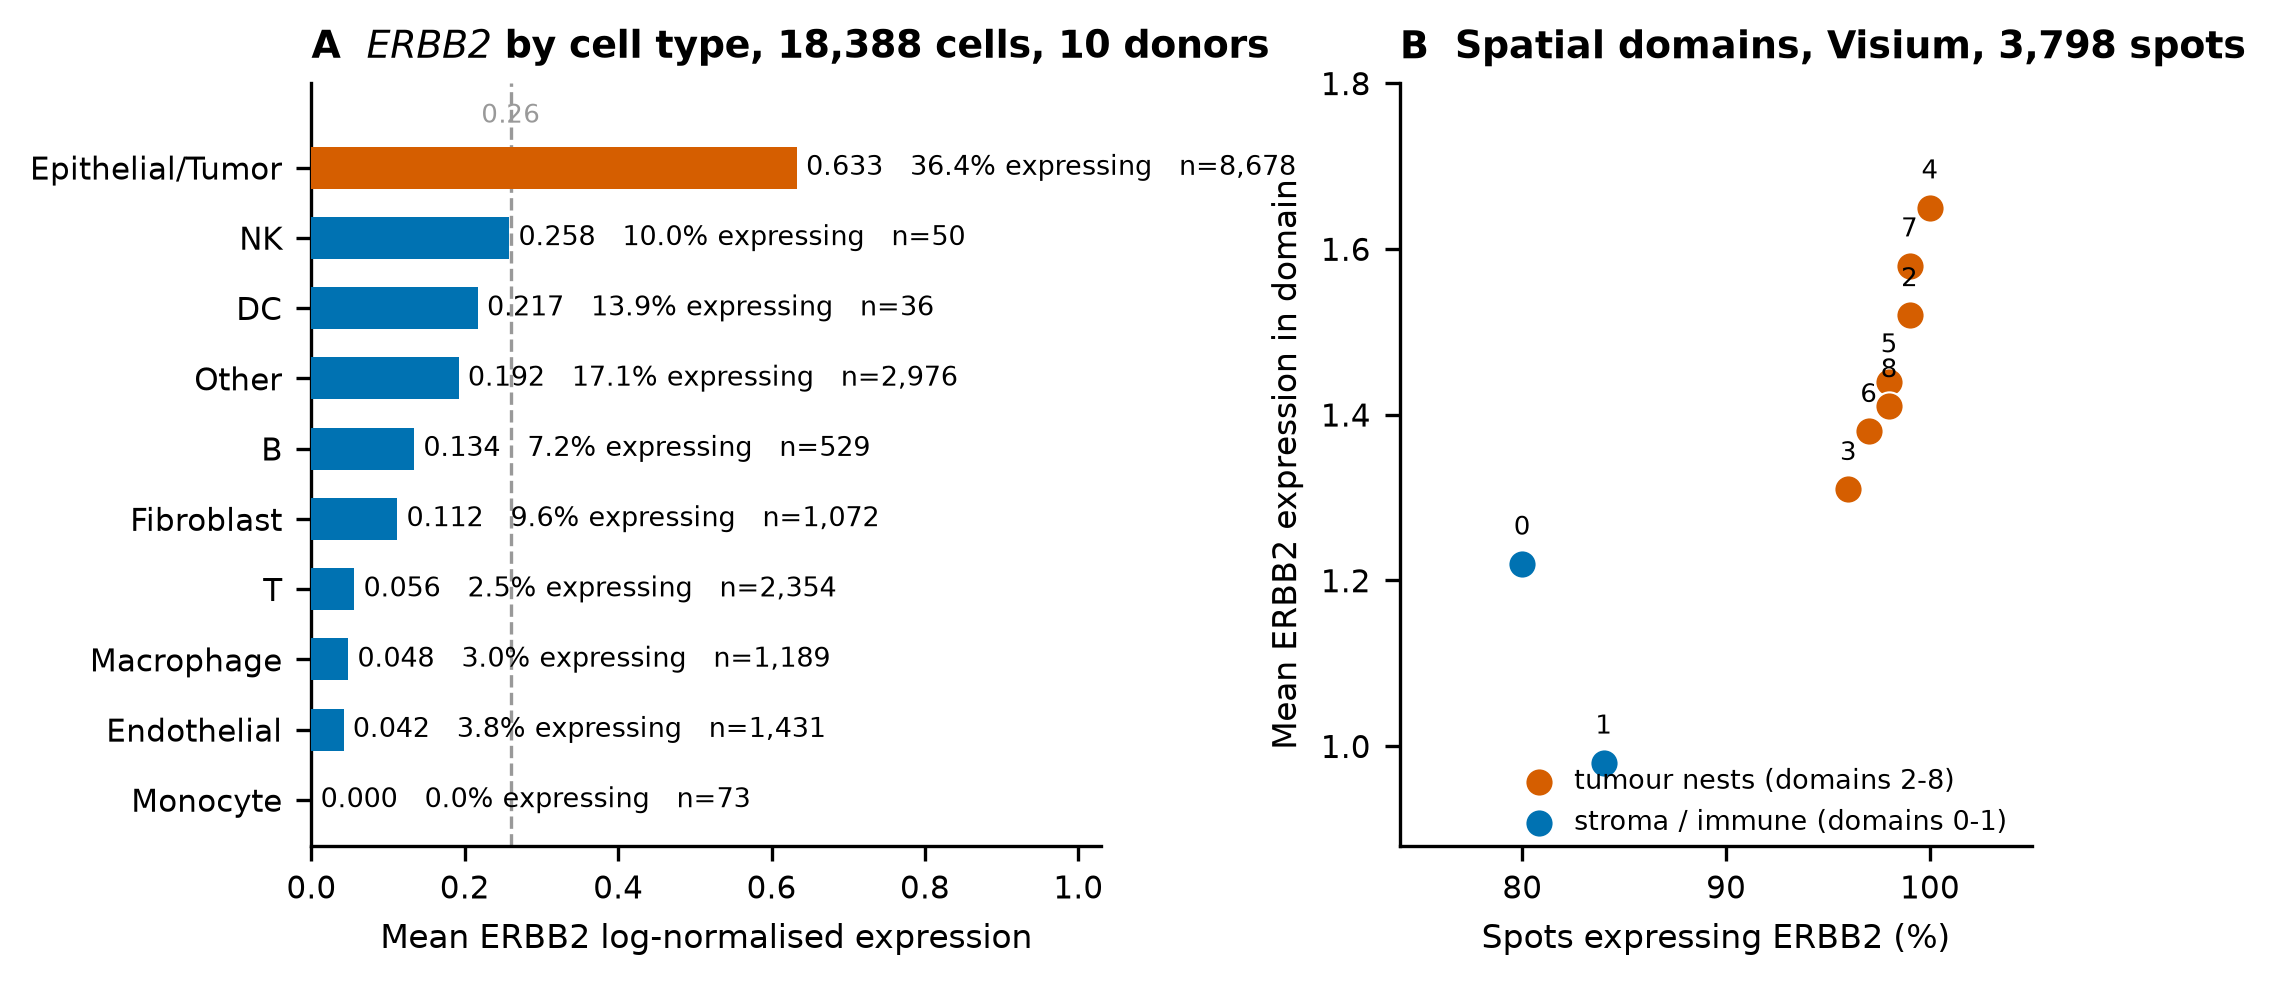 A ERBB2 by cell type, 18,388 cells, 10 donors
0.26
Epithelial/Tumor 0.633 36.4% expressing n=8,678
NK 0.258 10.0% expressing n=50
DC 0.217 13.9% expressing n=36
Other 0.192 17.1% expressing n=2,976
B 0.134 7.2% expressing n=529
Fibroblast 0.112 9.6% expressing n=1,072
T 0.056 2.5% expressing n=2,354
Macrophage 0.048 3.0% expressing n=1,189
Endothelial 0.042 3.8% expressing n=1,431
Monocyte 0.000 0.0% expressing n=73
0.0 0.2 0.4 0.6 0.8 1.0
Mean ERBB2 log-normalised expression
B Spatial domains, Visium, 3,798 spots
Mean ERBB2 expression in domain
1.8
1.6
1.4
1.2
1.0
4
7
2
5
8
6
3
0
1
tumour nests (domains 2-8)
stroma / immune (domains 0-1)
80 90 100
Spots expressing ERBB2 (%)